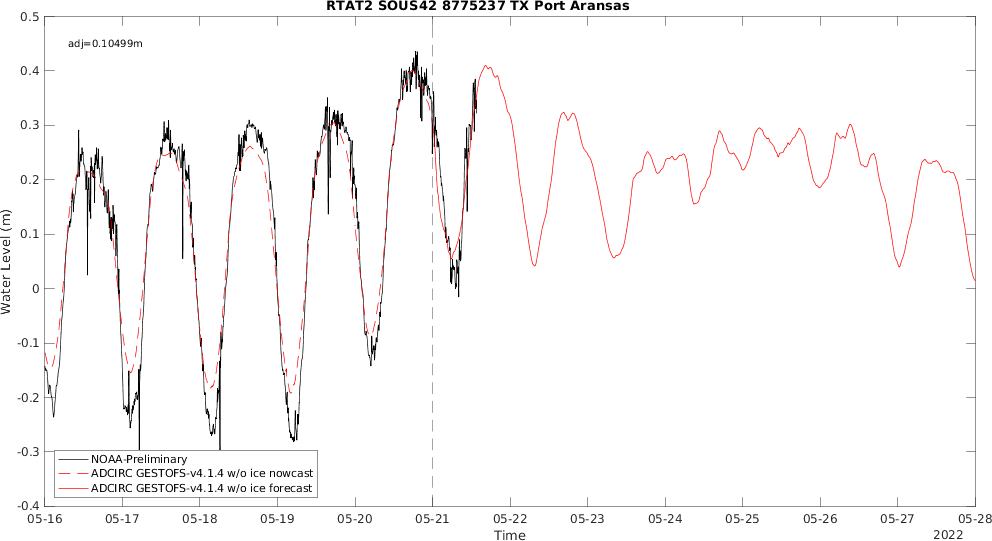 RTAT2 SOUS42 8775237 TX Port Aransas
adj=0.10499m
0.5
0.4
0.3
0.2
0.1
0
-0.1
-0.2
-0.3
-0.4
Water Level (m)
NOAA-Preliminary
ADCIRC GESTOFS-v4.1.4 w/o ice nowcast
ADCIRC GESTOFS-v4.1.4 w/o ice forecast
05-16 05-17 05-18 05-19 05-20 05-21 05-22 05-23 05-24 05-25 05-26 05-27 05-28
Time
2022